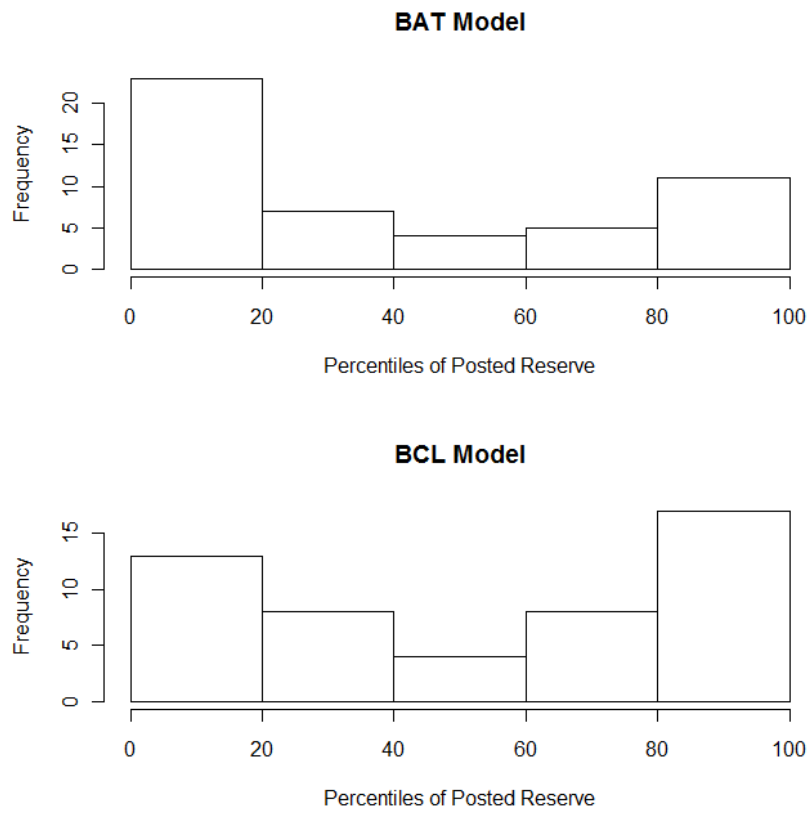 BAT Model
Frequency
20
15
10
5
0
0 20 40 60 80 100
Percentiles of Posted Reserve
BCL Model
Frequency
15
10
5
0
0 20 40 60 80 100
Percentiles of Posted Reserve